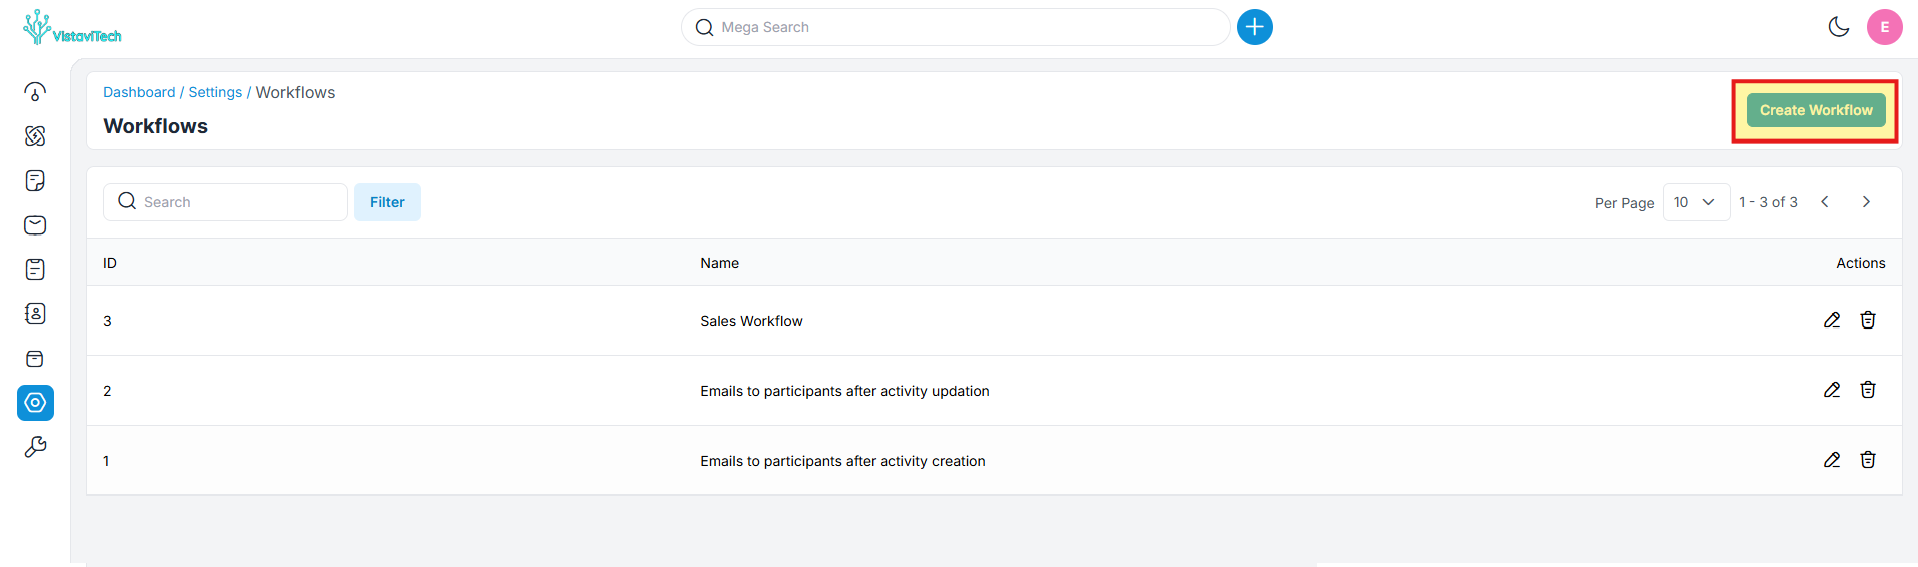 VistaviTech
Mega Search
E
Dashboard / Settings / Workflows
Workflows
Create Workflow
Search
Filter
Per Page 10 1 - 3 of 3
ID Name Actions
3 Sales Workflow
2 Emails to participants after activity updation
1 Emails to participants after activity creation